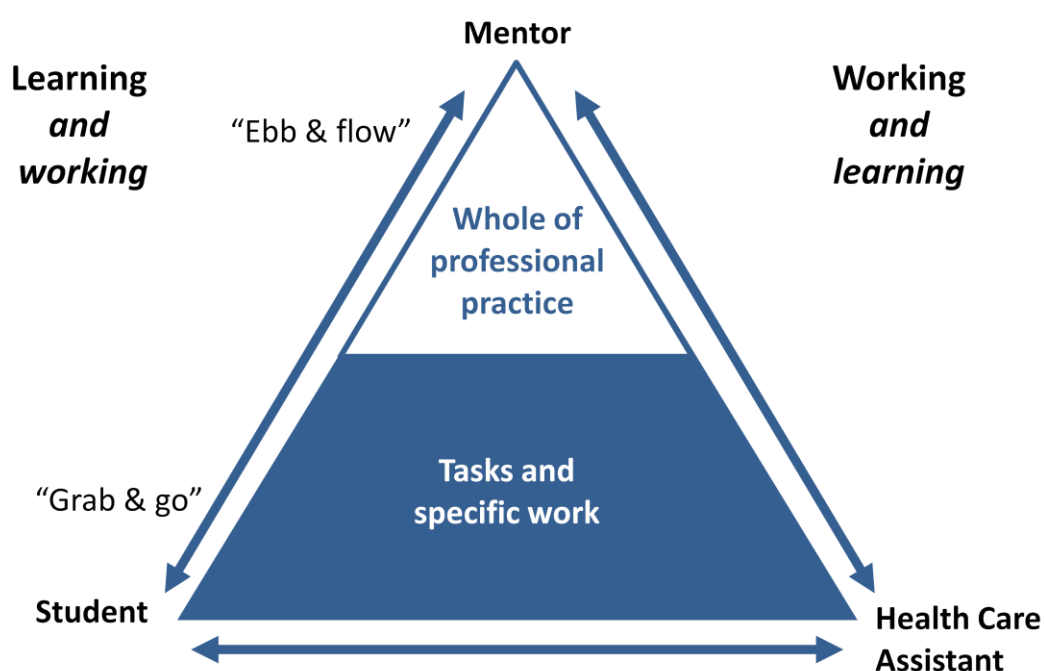 Mentor
Learning
and
working
Working
and
learning
“Ebb & flow”
Whole of
professional
practice
Tasks and
specific work
“Grab & go”
Student
Health Care
Assistant